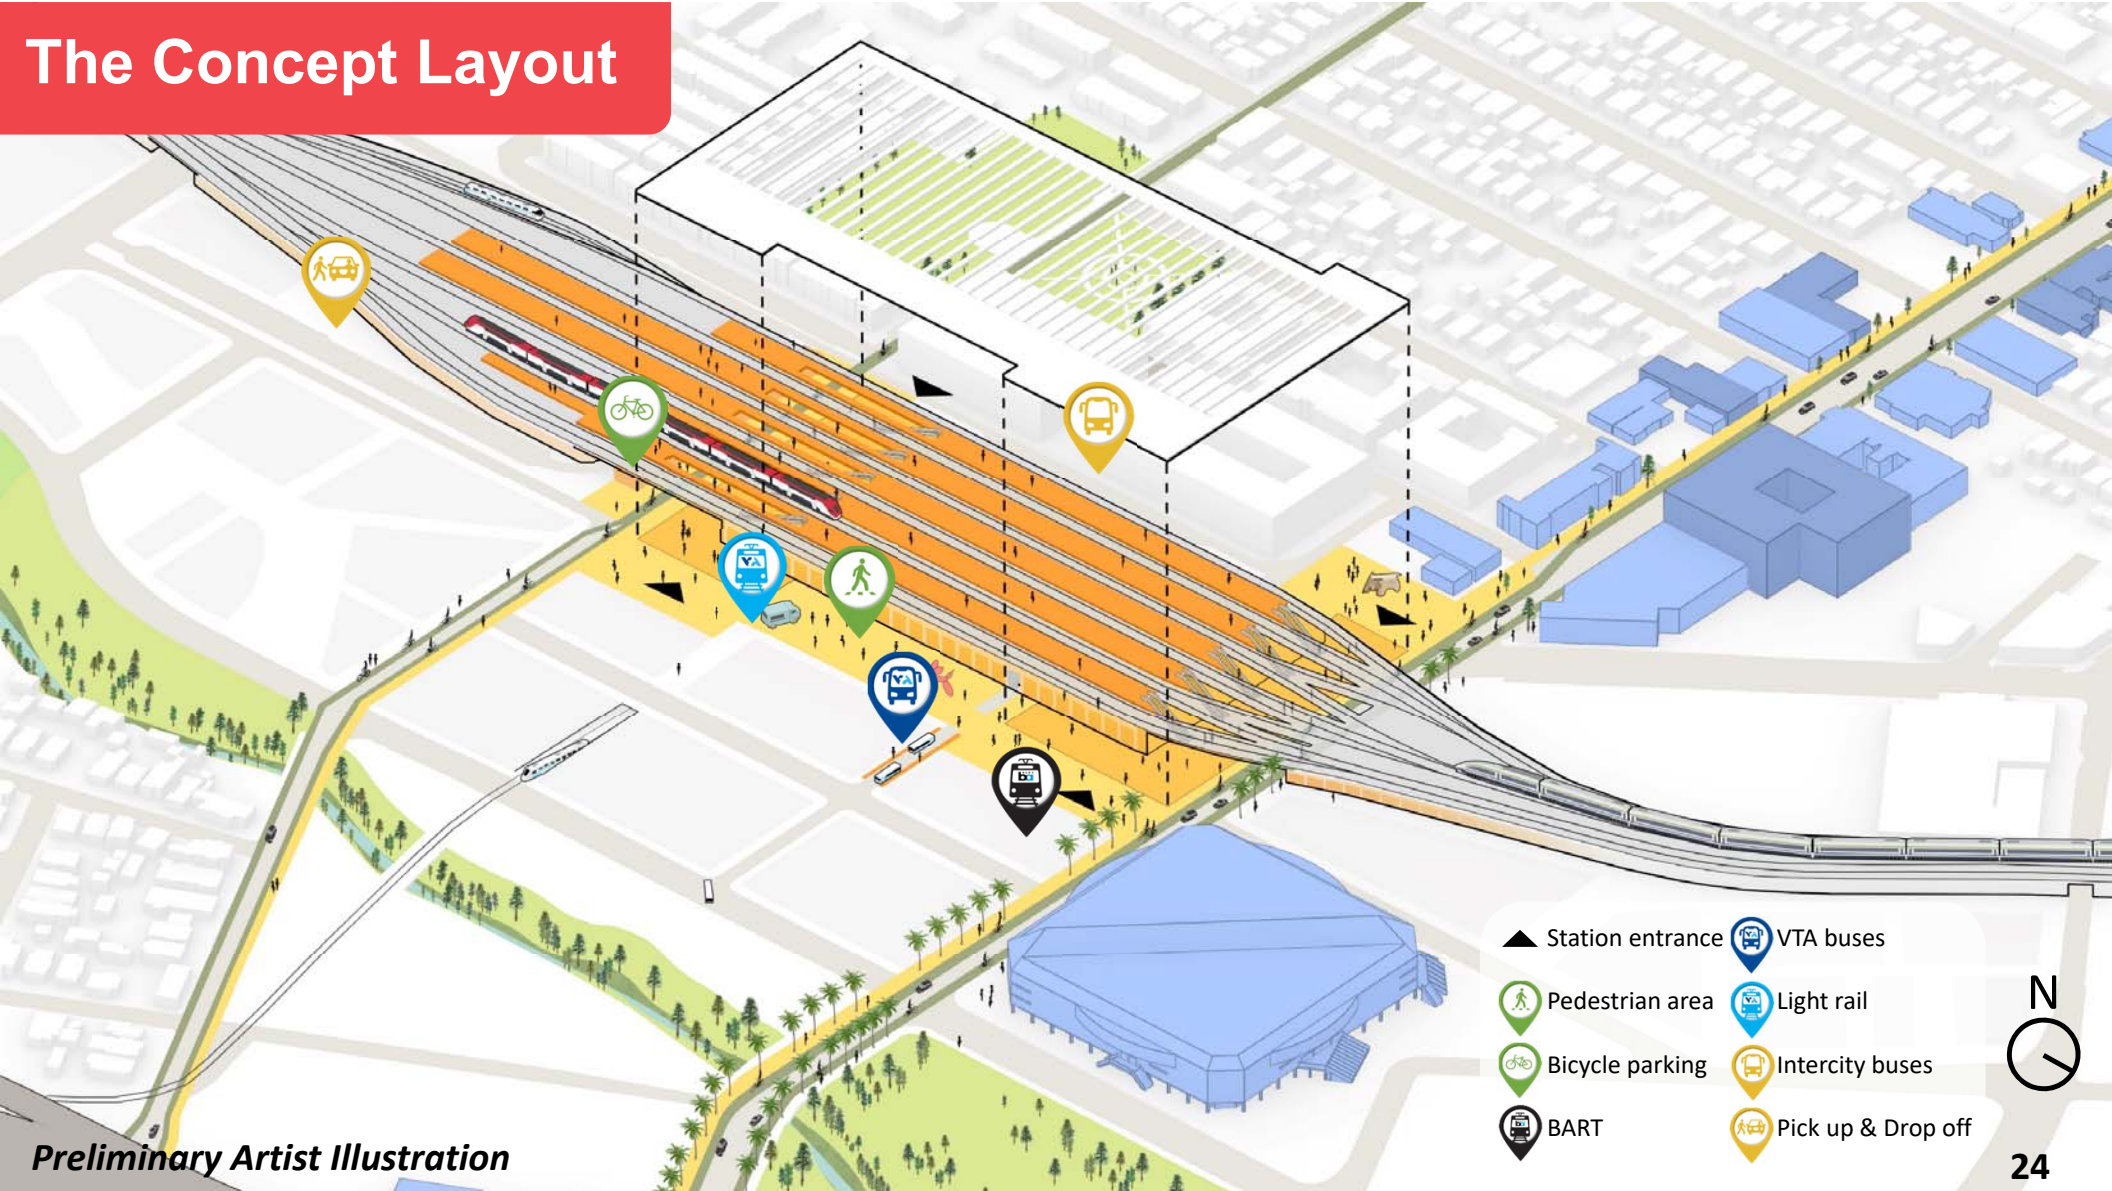 The Concept Layout
Station entrance
VTA buses
Pedestrian area
Light rail
Bicycle parking
Intercity buses
BART
Pick up & Drop off
N
Preliminary Artist Illustration
24